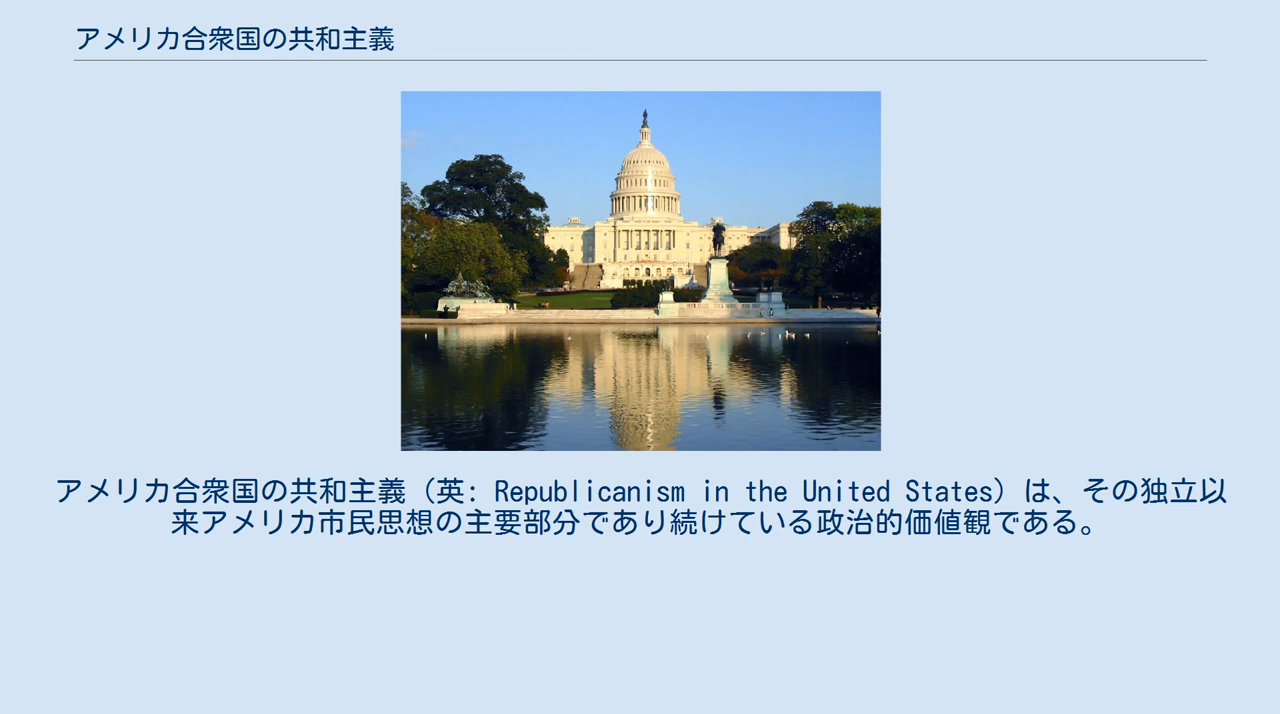 アメリカ合衆国の共和主義
アメリカ合衆国の共和主義（英: Republicanism in the United States）は、その独立以
来アメリカ市民思想の主要部分であり続けている政治的価値観である。